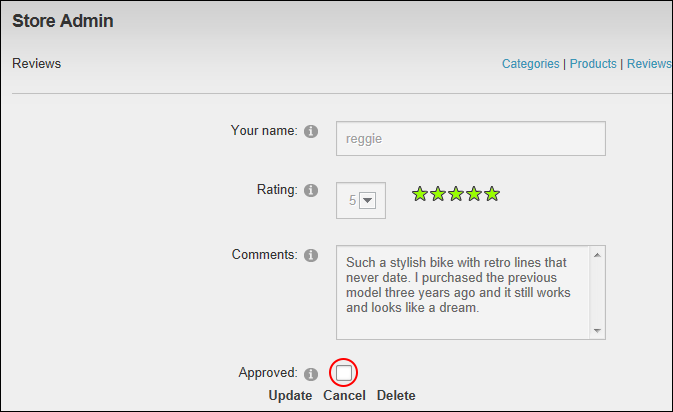 Store Admin
Reviews
Categories | Products | Reviews
Your name:
reggie
Rating:
5
Comments:
Such a stylish bike with retro lines that
never date. I purchased the previous
model three years ago and it still works
and looks like a dream.
Approved:
Update Cancel Delete